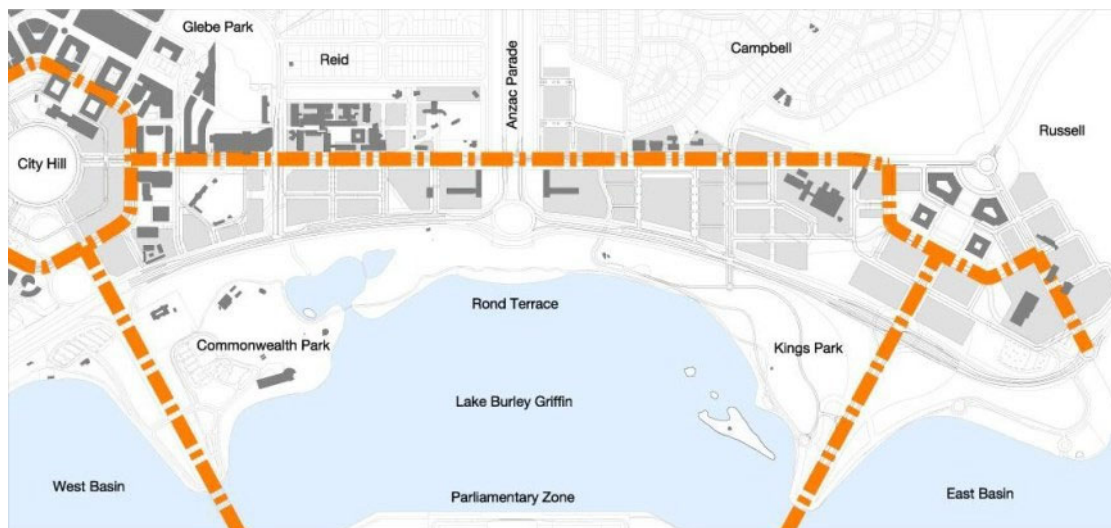 Glebe Park
Reid
Anzac Parade
Campbell
Russell
City Hill
Rond Terrace
Commonwealth Park
Kings Park
Lake Burley Griffin
West Basin
Parliamentary Zone
East Basin